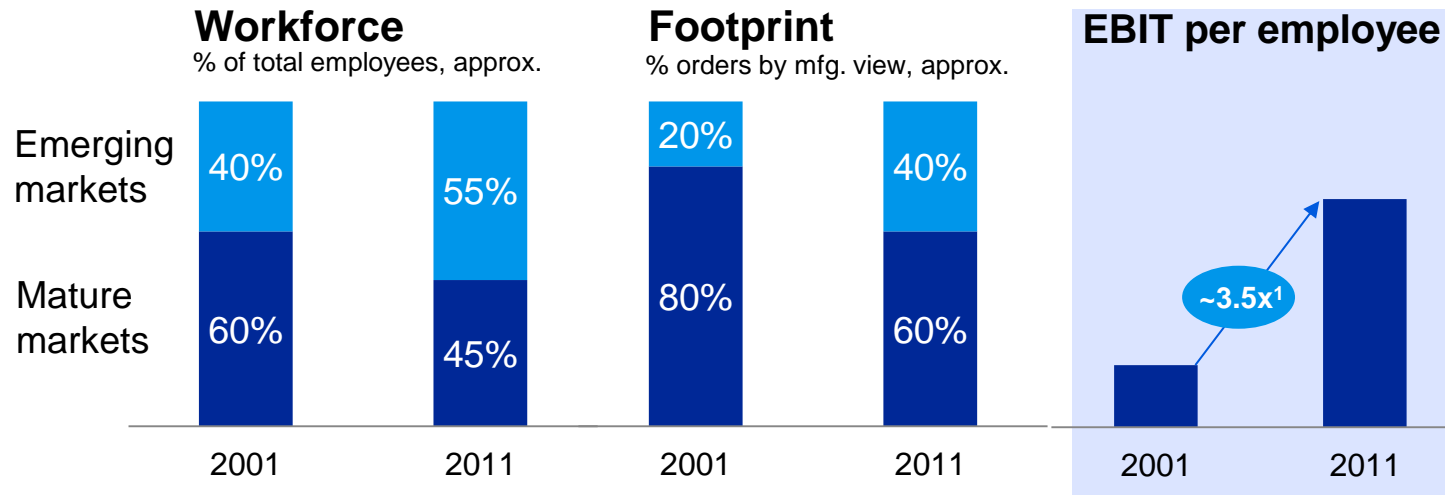 Workforce
% of total employees, approx.
Footprint
% orders by mfg. view, approx.
EBIT per employee
Emerging
markets
Mature
markets
40%
60%
55%
45%
20%
80%
40%
60%
~3.5x¹
2001
2011
2001
2011
2001
2011